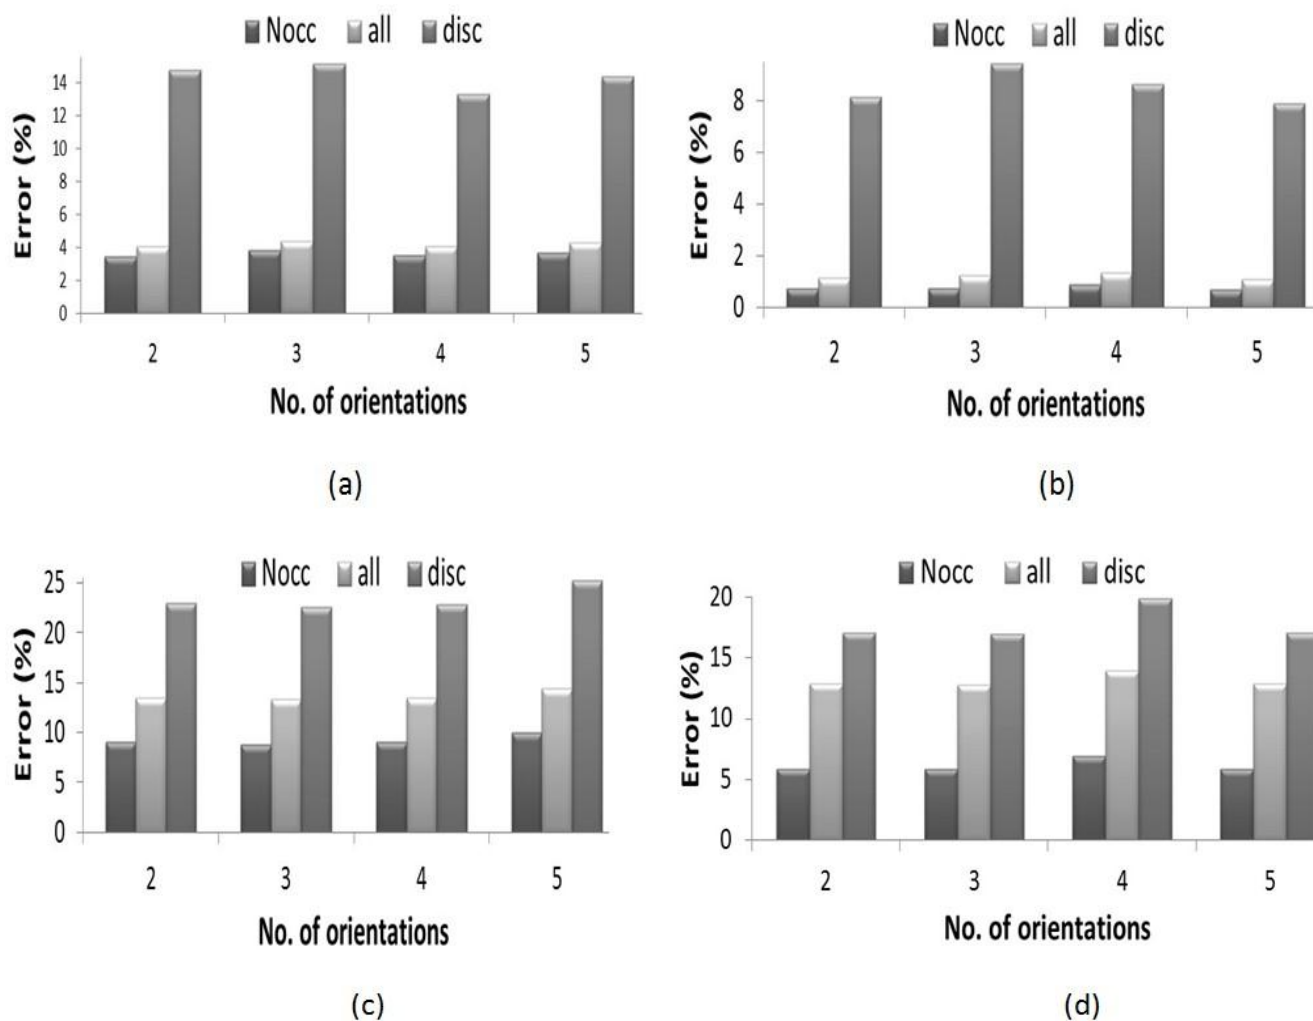 Nocc all disc
14
12
10
8
6
4
2
0
Error (%)
2 3 4 5
No. of orientations
(a)
Nocc all disc
8
6
4
2
0
Error (%)
2 3 4 5
No. of orientations
(b)
Nocc all disc
25
20
15
10
5
0
Error (%)
2 3 4 5
No. of orientations
(c)
Nocc all disc
20
15
10
5
0
Error (%)
2 3 4 5
No. of orientations
(d)